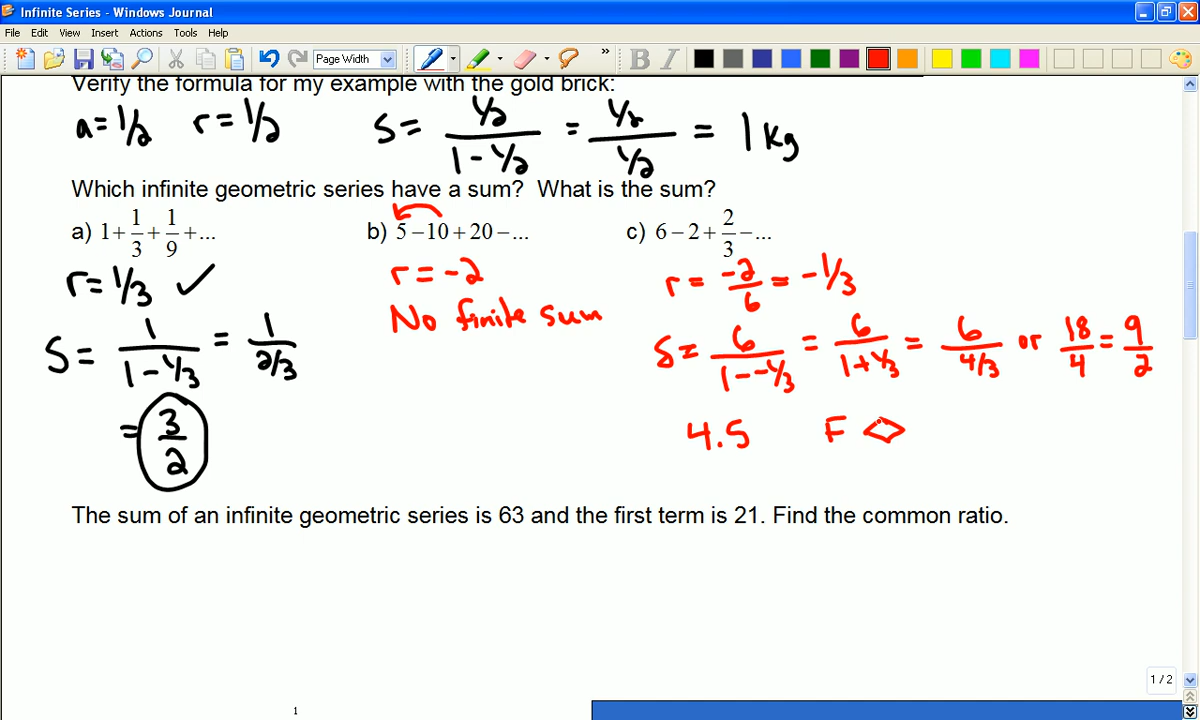 Infinite Series - Windows Journal
File Edit View Insert Actions Tools Help
Page Width
Verify the formula for my example with the gold brick:
a = 1/2 r = 1/2 S = (1/2)/(1 - 1/2) = (1/2)/(1/2) = 1 kg
Which infinite geometric series have a sum? What is the sum?
a) 1 + 1/3 + 1/9 + ... b) 5 - 10 + 20 - ... c) 6 - 2 + 2/3 - ...
r = 1/3 ✓ r = -2 r = -2/6 = -1/3
No finite sum
S = 1/(1 - 1/3) = 1/(2/3) S = 6/(1 - -1/3) = 6/(1 + 1/3) = 6/(4/3) or 18/4 = 9/2
= 3/2 4.5 F
The sum of an infinite geometric series is 63 and the first term is 21. Find the common ratio.
1 / 2
1